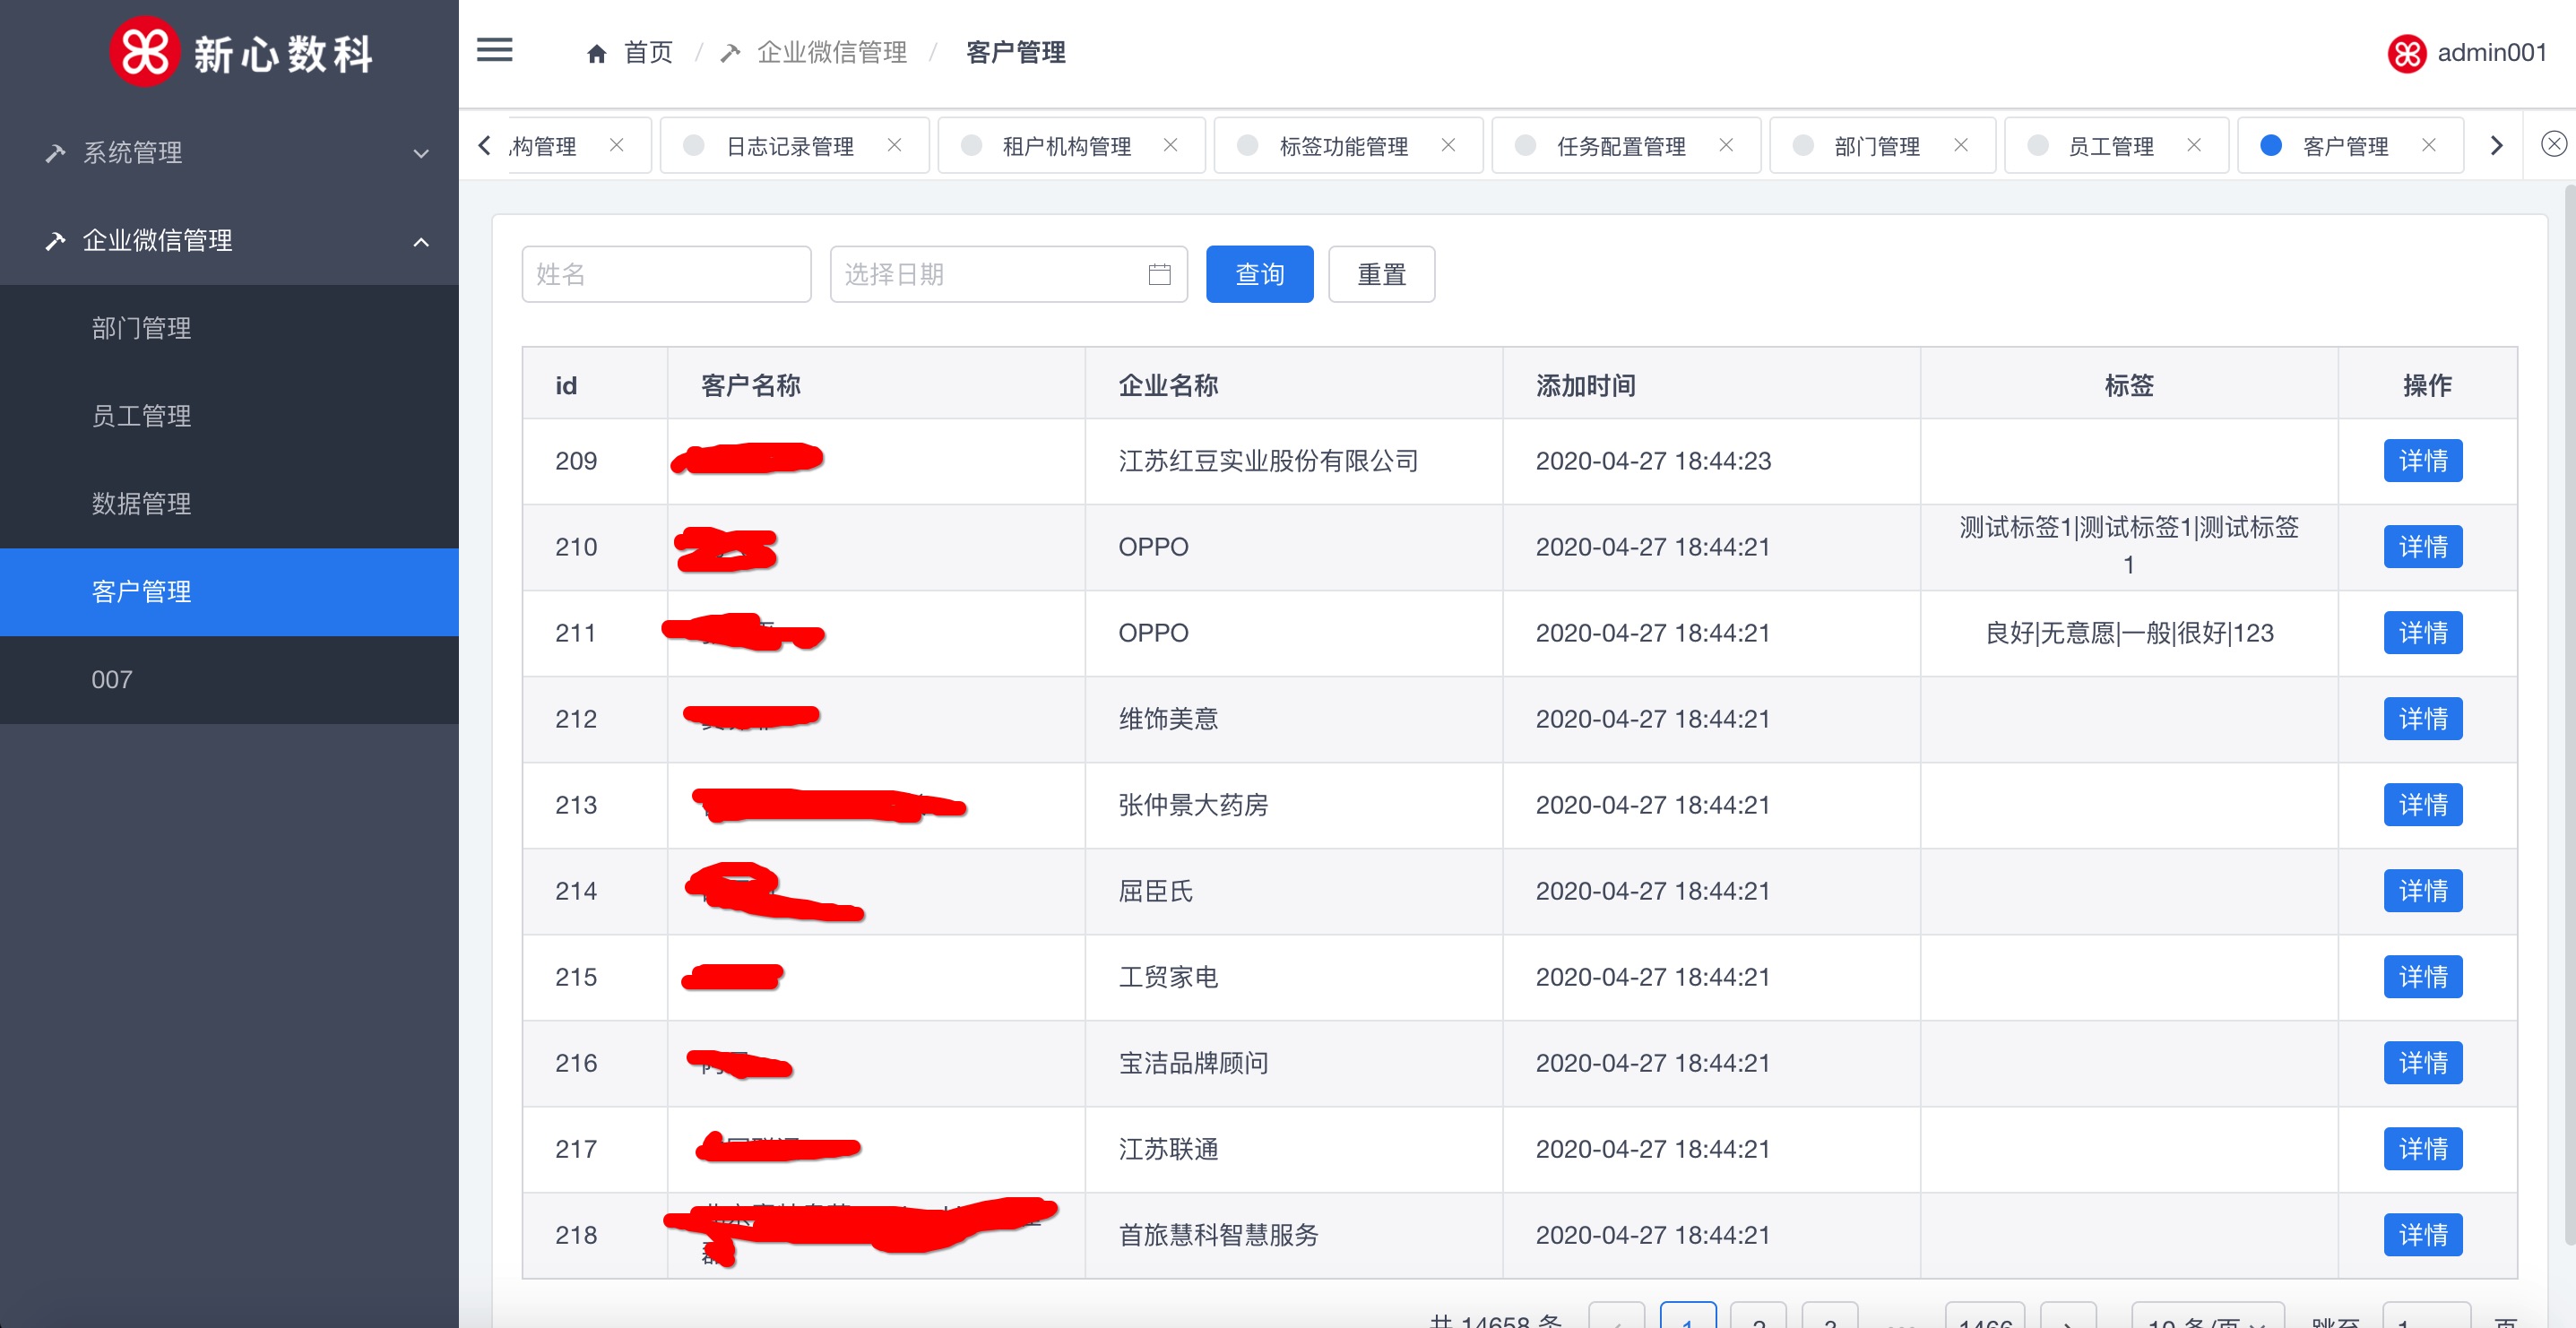 新心数科
首页 / 企业微信管理 / 客户管理
admin001
系统管理
企业微信管理
部门管理
员工管理
数据管理
客户管理
007
构管理 日志记录管理 租户机构管理 标签功能管理 任务配置管理 部门管理 员工管理 客户管理
姓名 选择日期 查询 重置
id 客户名称 企业名称 添加时间 标签 操作
209 江苏红豆实业股份有限公司 2020-04-27 18:44:23 详情
210 OPPO 2020-04-27 18:44:21 测试标签1|测试标签1|测试标签
1 详情
211 OPPO 2020-04-27 18:44:21 良好|无意愿|一般|很好|123 详情
212 维饰美意 2020-04-27 18:44:21 详情
213 张仲景大药房 2020-04-27 18:44:21 详情
214 屈臣氏 2020-04-27 18:44:21 详情
215 工贸家电 2020-04-27 18:44:21 详情
216 宝洁品牌顾问 2020-04-27 18:44:21 详情
217 江苏联通 2020-04-27 18:44:21 详情
218 首旅慧科智慧服务 2020-04-27 18:44:21 详情
共 14658 条 1 2 3 1466 10 条/页 跳至 1 页